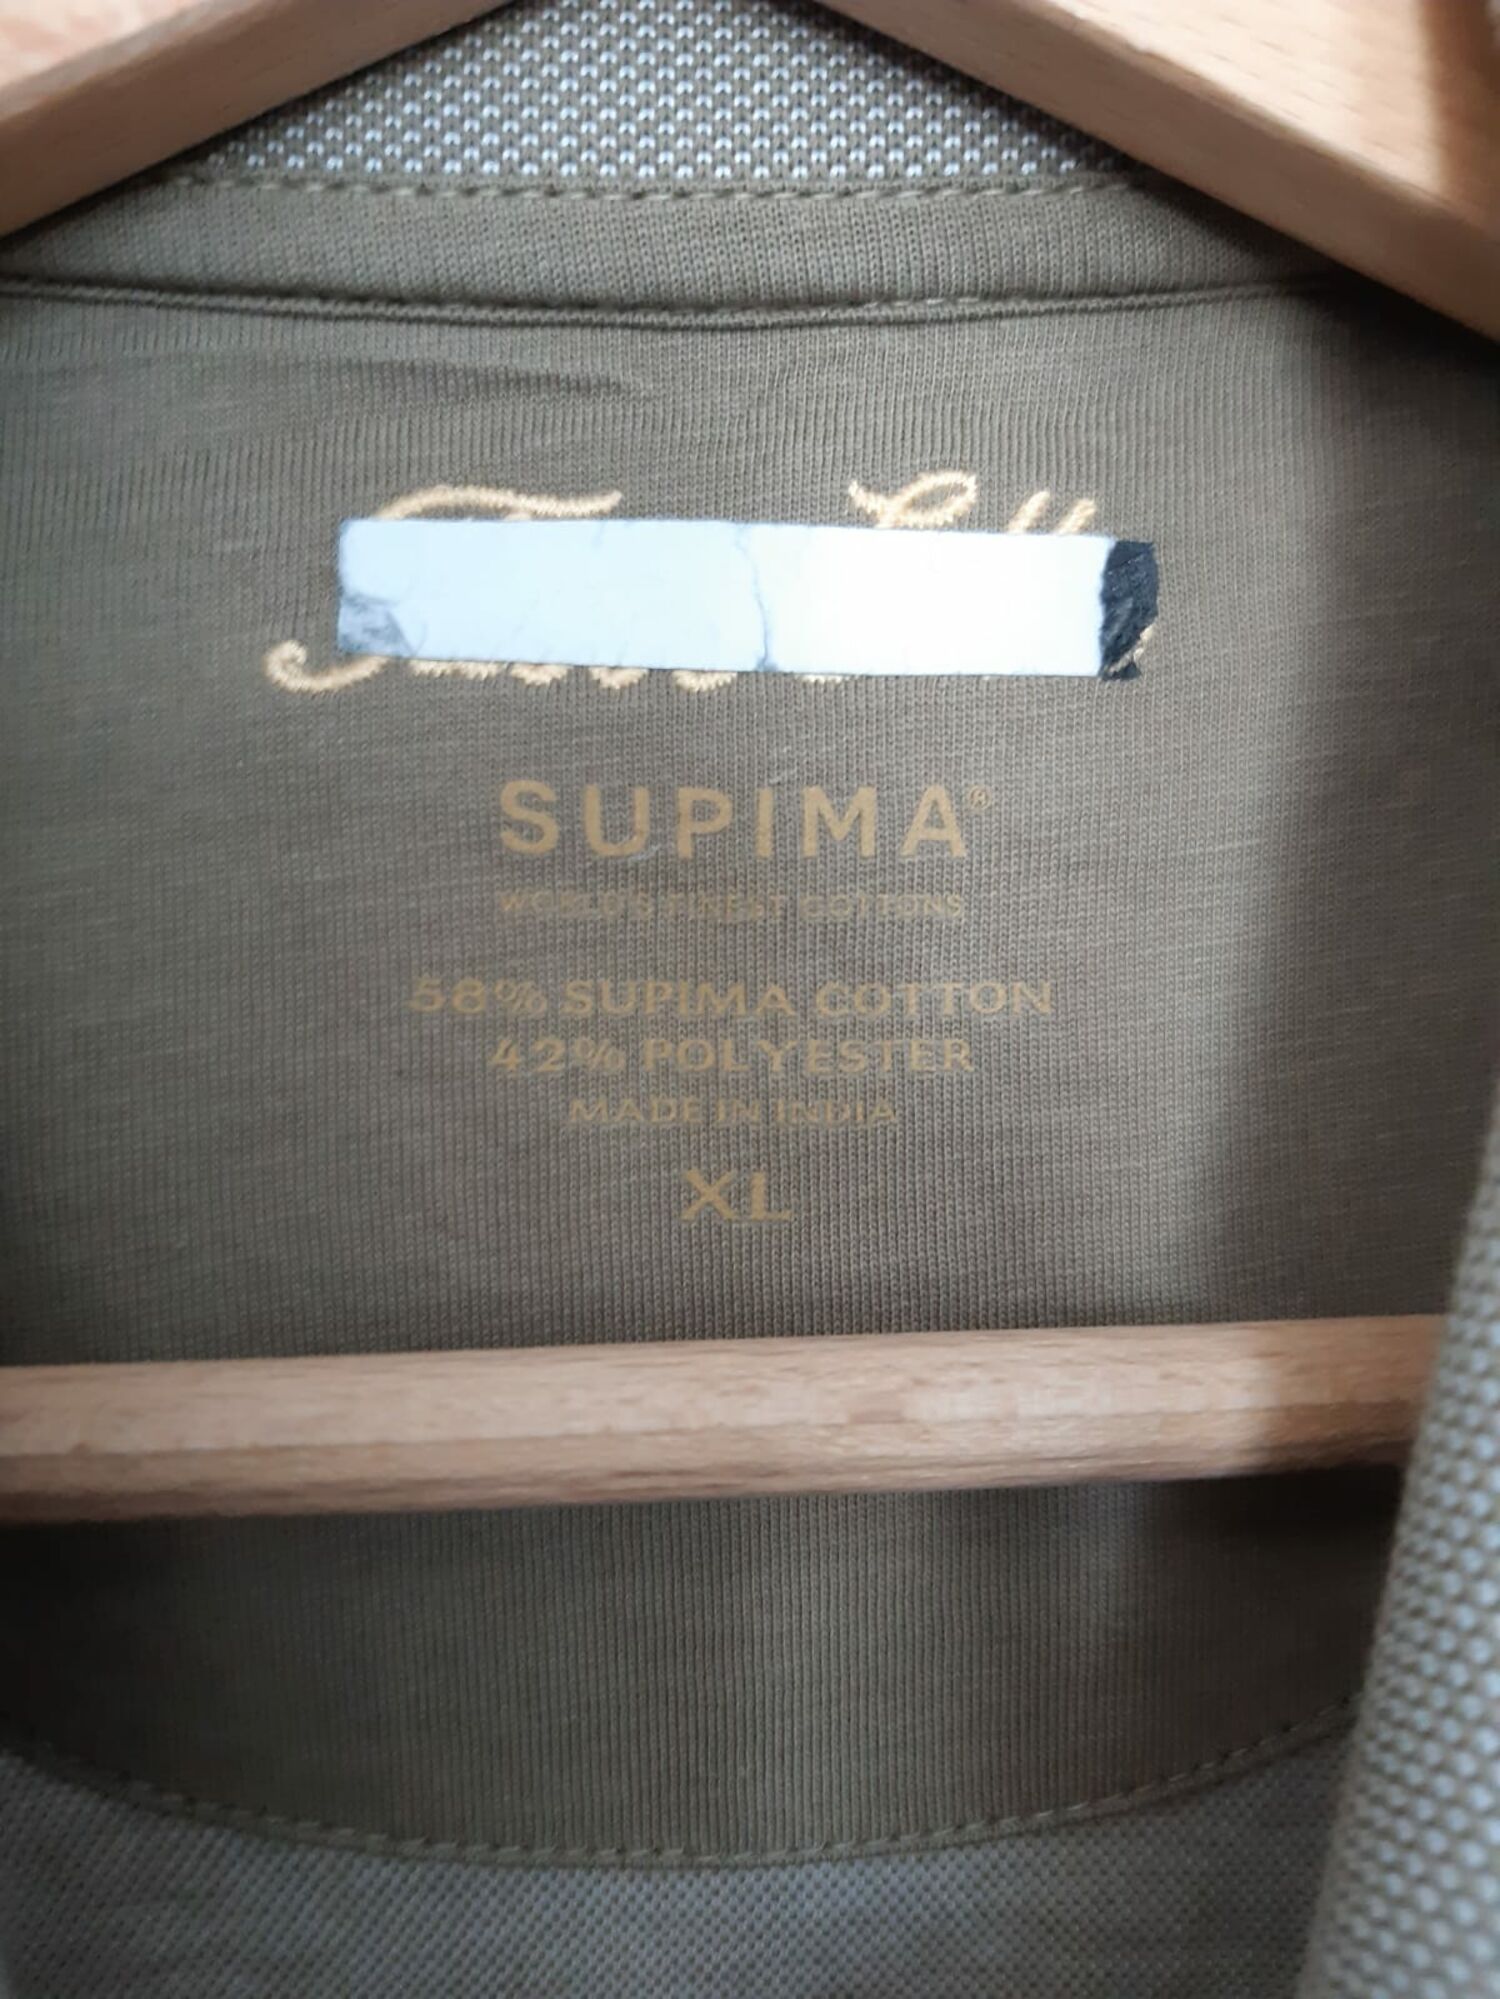 SUPIMA®
WORLD'S FINEST COTTONS
58% SUPIMA COTTON
42% POLYESTER
MADE IN INDIA
XL